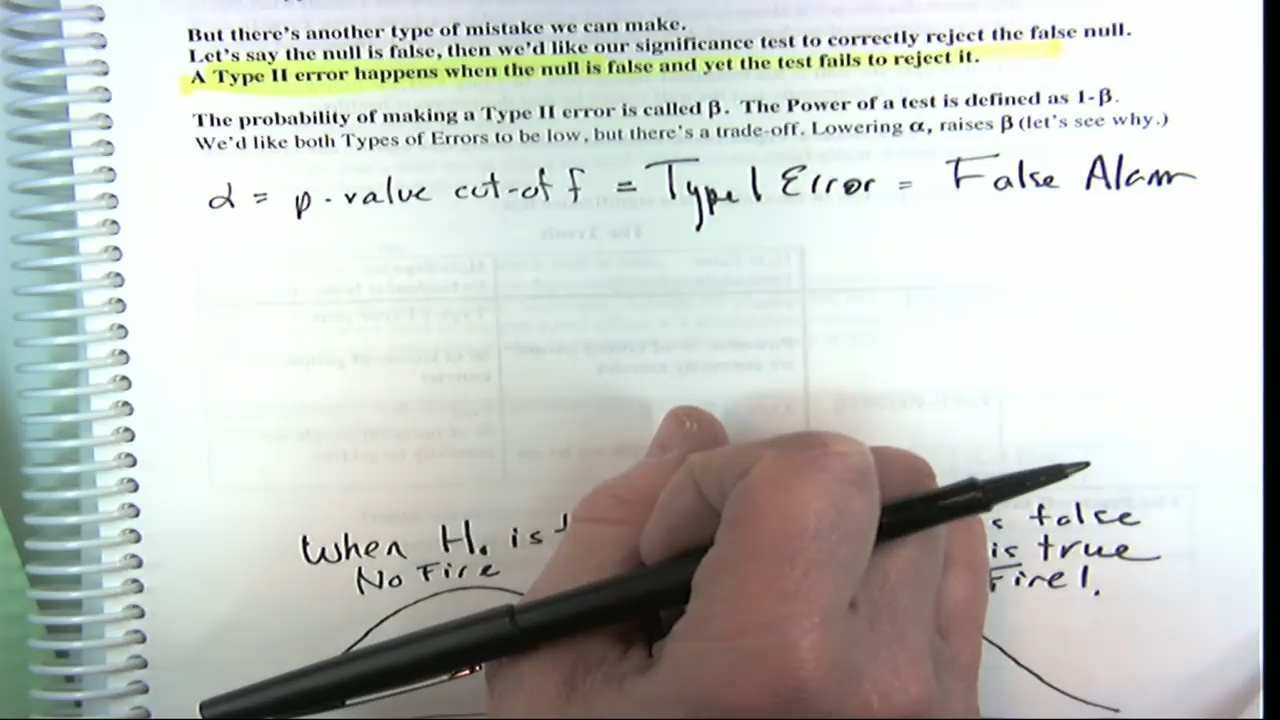 But there's another type of mistake we can make.
Let's say the null is false, then we'd like our significance test to correctly reject the false null.
A Type II error happens when the null is false and yet the test fails to reject it.
The probability of making a Type II error is called β. The Power of a test is defined as 1-β.
We'd like both Types of Errors to be low, but there's a trade-off. Lowering α, raises β (let's see why.)
α = p-value cut-off = Type I Error = False Alarm
When H₀ is
No Fire
false
is true
Fire!.